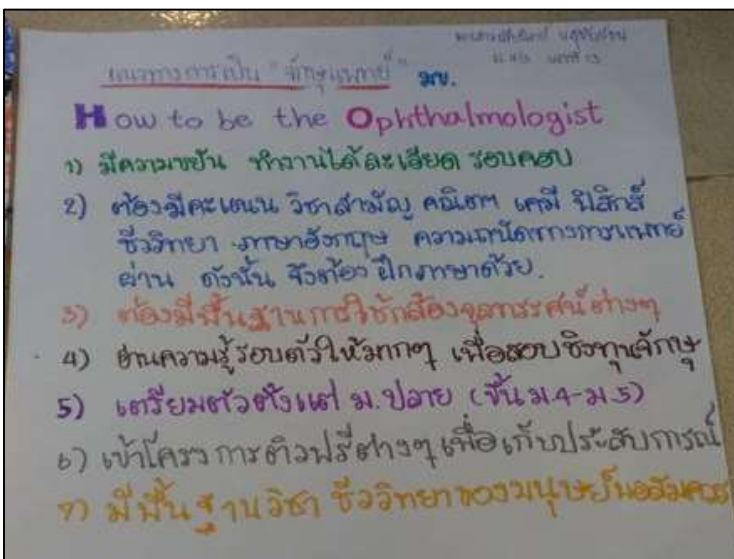 แนวทางการเป็น "จักษุแพทย์" มข.
How to be the Ophthalmologist
1) มีความขยัน ทำงานได้ละเอียด รอบคอบ
2) ต้องมีคะแนน วิชาสามัญ คณิตฯ เคมี ฟิสิกส์
ชีววิทยา ภาษาอังกฤษ ความถนัดทางการแพทย์
ผ่าน ดังนั้น จึงต้องฝึกภาษาด้วย.
3) ต้องมีพื้นฐานการใช้กล้องจุลทรรศน์ต่างๆ
4) อ่านความรู้รอบตัวให้มากๆ เพื่อสอบชิงทุนจักษุ
5) เตรียมตัวตั้งแต่ ม.ปลาย (ชั้น ม.4-ม.5)
6) เข้าโครงการติวฟรีต่างๆ เพื่อเก็บประสบการณ์
7) มีพื้นฐานวิชา ชีววิทยาของมนุษย์พอสมควร